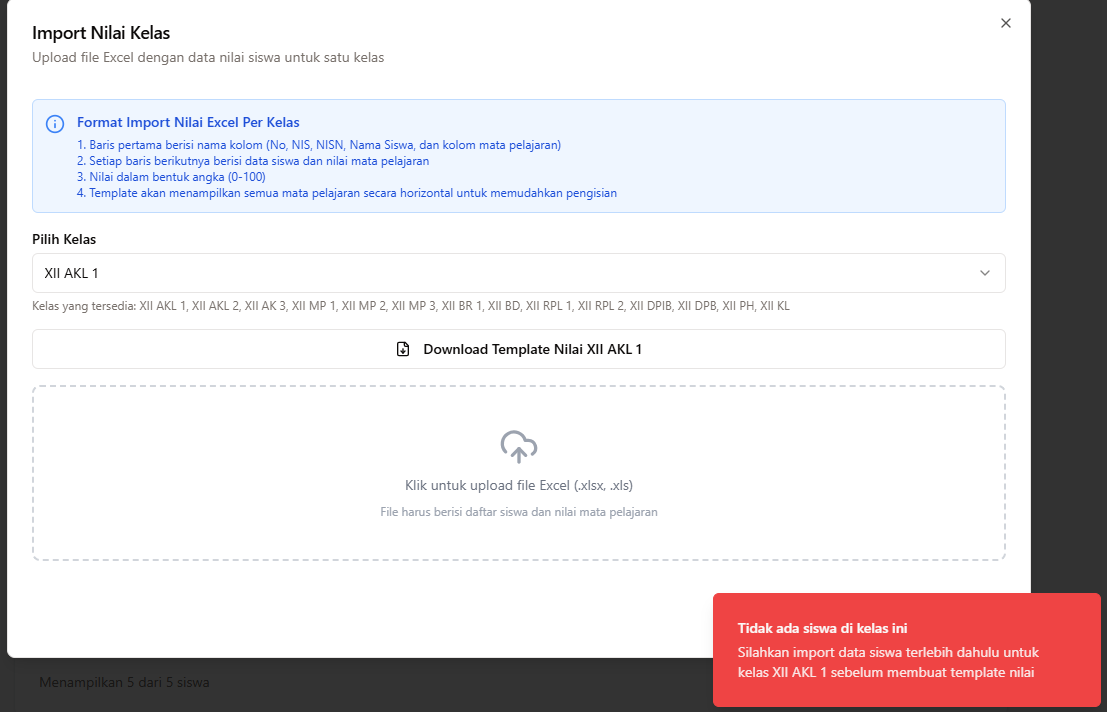 Import Nilai Kelas
Upload file Excel dengan data nilai siswa untuk satu kelas
Format Import Nilai Excel Per Kelas
1. Baris pertama berisi nama kolom (No, NIS, NISN, Nama Siswa, dan kolom mata pelajaran)
2. Setiap baris berikutnya berisi data siswa dan nilai mata pelajaran
3. Nilai dalam bentuk angka (0-100)
4. Template akan menampilkan semua mata pelajaran secara horizontal untuk memudahkan pengisian
Pilih Kelas
XII AKL 1
Kelas yang tersedia: XII AKL 1, XII AKL 2, XII AK 3, XII MP 1, XII MP 2, XII MP 3, XII BR 1, XII BD, XII RPL 1, XII RPL 2, XII DPIB, XII DPB, XII PH, XII KL
Download Template Nilai XII AKL 1
Klik untuk upload file Excel (.xlsx, .xls)
File harus berisi daftar siswa dan nilai mata pelajaran
Tidak ada siswa di kelas ini
Silahkan import data siswa terlebih dahulu untuk
kelas XII AKL 1 sebelum membuat template nilai
Menampilkan 5 dari 5 siswa